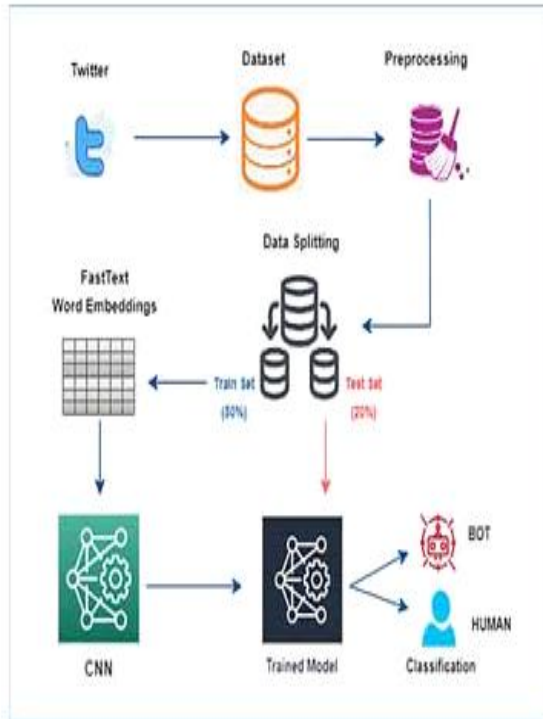 Twitter
Dataset
Preprocessing
Data Splitting
FastText
Word Embeddings
Train Set
(80%)
Test Set
(20%)
CNN
Trained Model
BOT
HUMAN
Classification